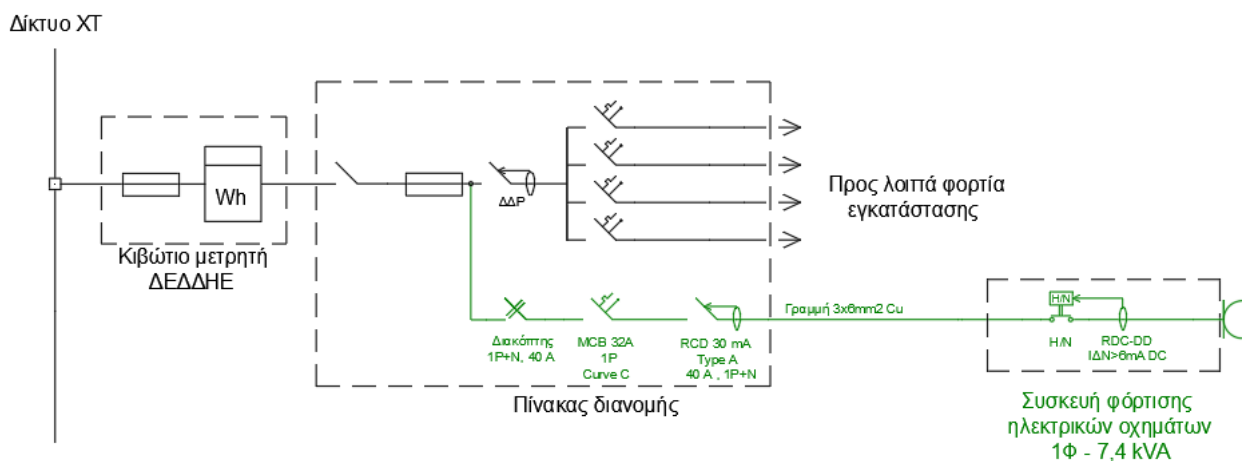 Δίκτυο ΧΤ
Wh
Κιβώτιο μετρητή
ΔΕΔΔΗΕ
ΔΔΡ
Προς λοιπά φορτία
εγκατάστασης
Διακόπτης
1P+N, 40 A
MCB 32A
1P
Curve C
RCD 30 mA
Type A
40 A , 1P+N
Πίνακας διανομής
Γραμμή 3x6mm2 Cu
H/N
H/N
RDC-DD
IΔN>6mA DC
Συσκευή φόρτισης
ηλεκτρικών οχημάτων
1Φ - 7,4 kVA